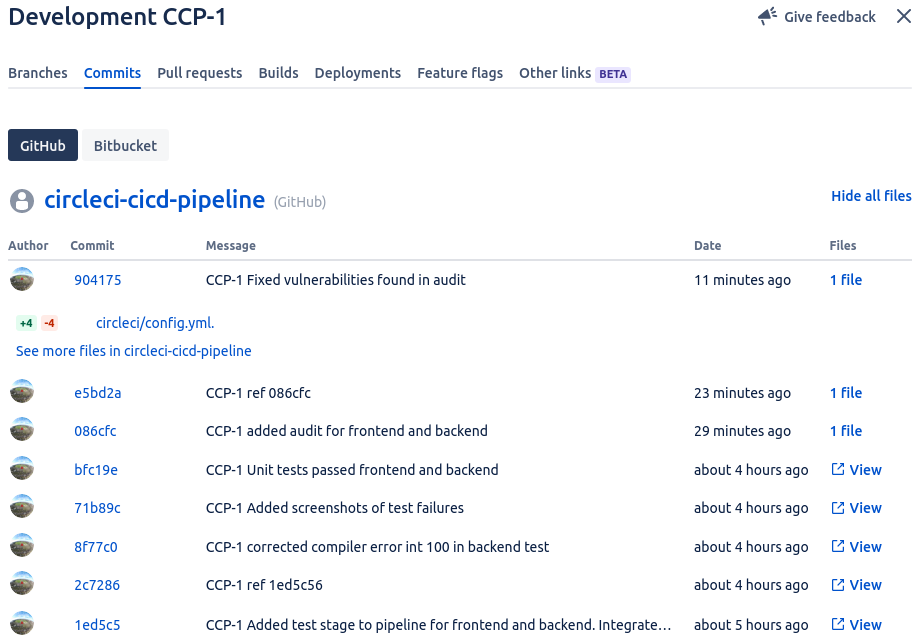 Development CCP-1
Give feedback
Branches Commits Pull requests Builds Deployments Feature flags Other links BETA
GitHub Bitbucket
circleci-cicd-pipeline (GitHub) Hide all files
Author Commit Message Date Files
904175 CCP-1 Fixed vulnerabilities found in audit 11 minutes ago 1 file
+4 -4 circleci/config.yml.
See more files in circleci-cicd-pipeline
e5bd2a CCP-1 ref 086cfc 23 minutes ago 1 file
086cfc CCP-1 added audit for frontend and backend 29 minutes ago 1 file
bfc19e CCP-1 Unit tests passed frontend and backend about 4 hours ago View
71b89c CCP-1 Added screenshots of test failures about 4 hours ago View
8f77c0 CCP-1 corrected compiler error int 100 in backend test about 4 hours ago View
2c7286 CCP-1 ref 1ed5c56 about 4 hours ago View
1ed5c5 CCP-1 Added test stage to pipeline for frontend and backend. Integrate... about 5 hours ago View